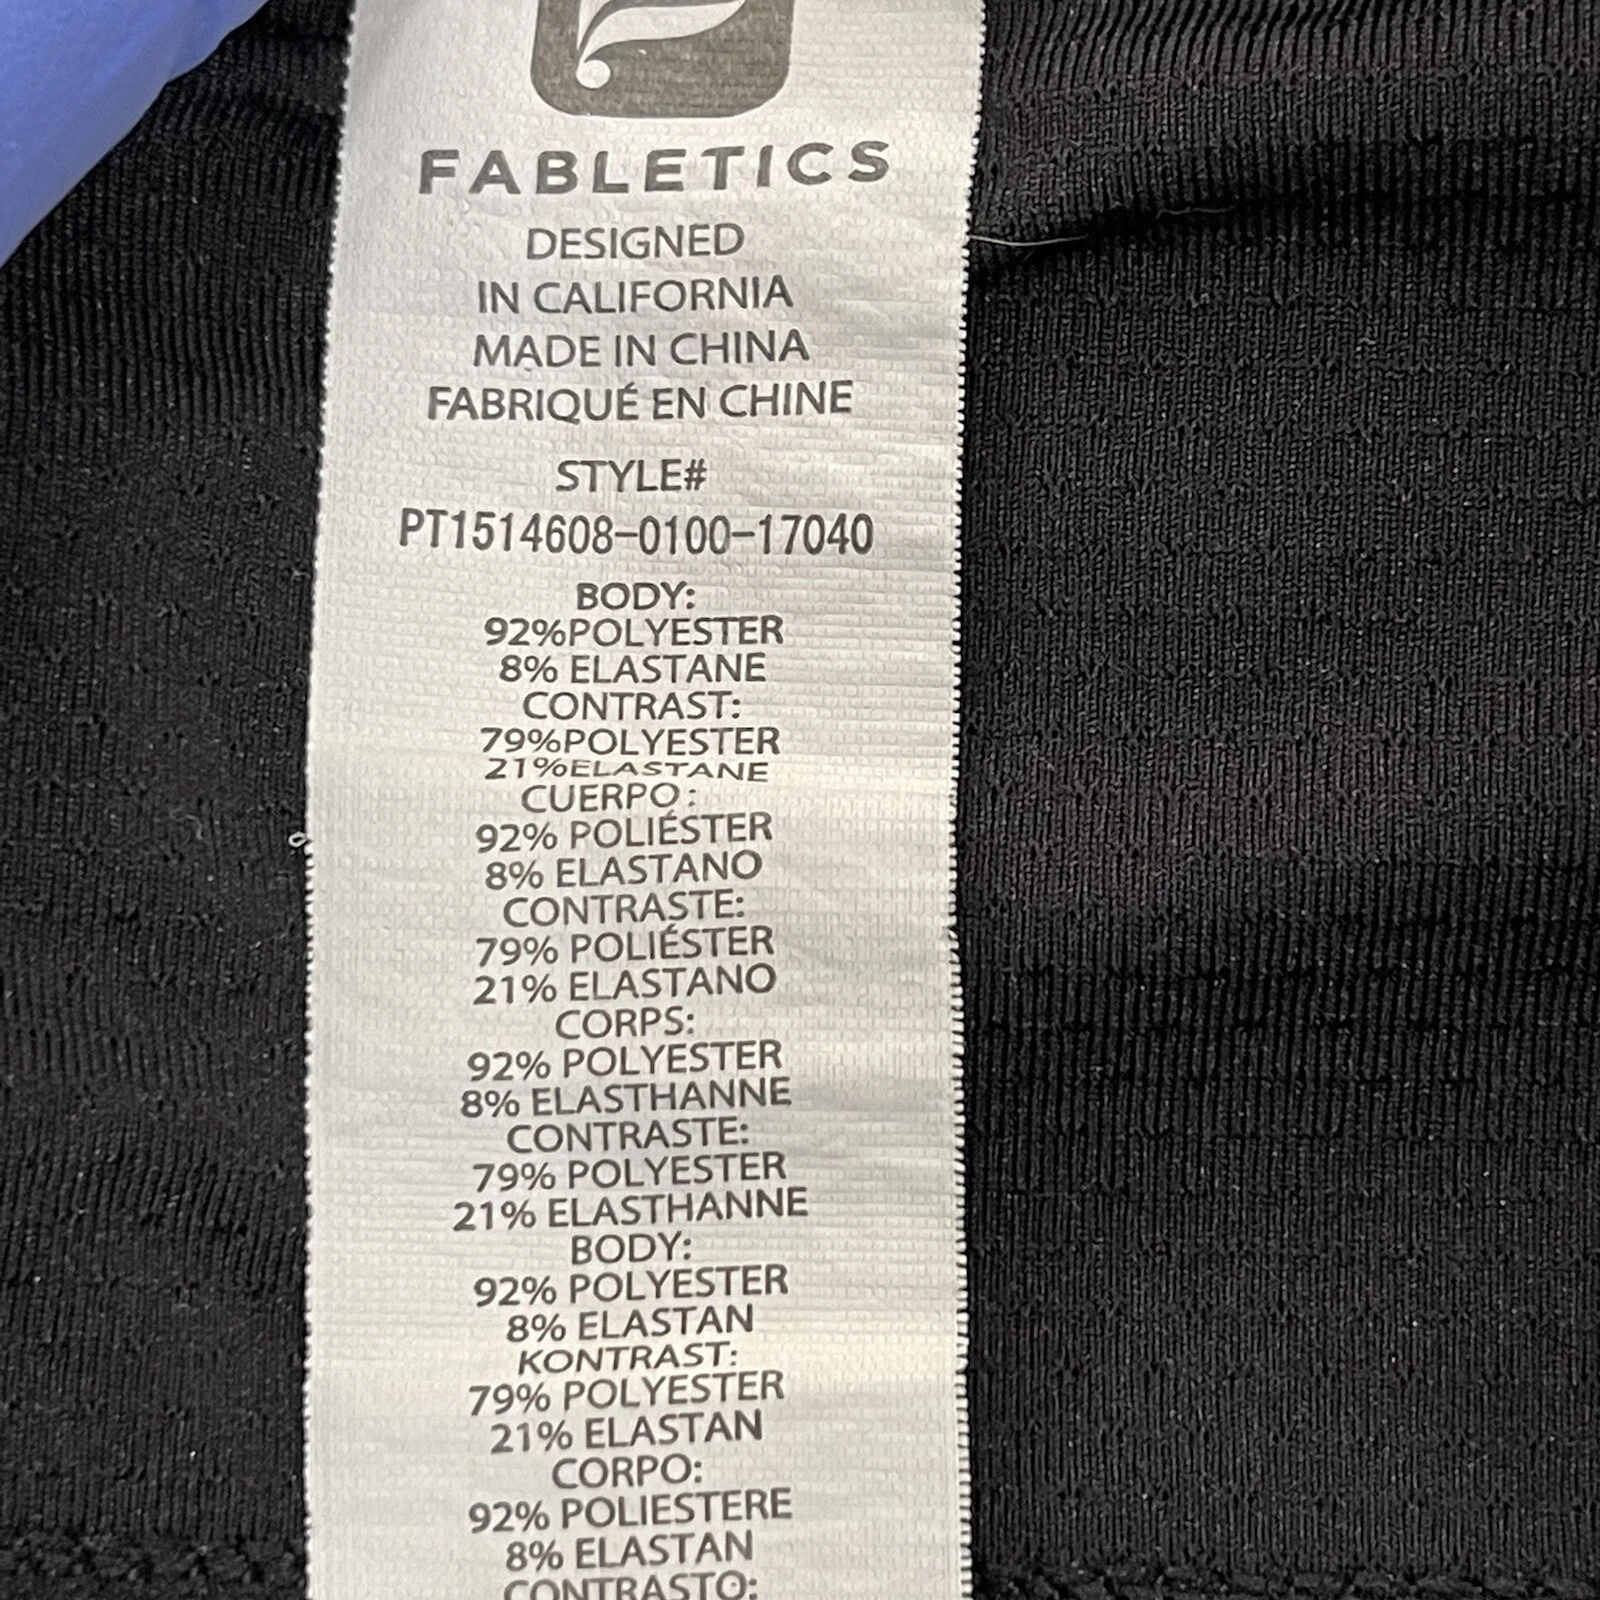 FABLETICS
DESIGNED
IN CALIFORNIA
MADE IN CHINA
FABRIQUÉ EN CHINE
STYLE#
PT1514608-0100-17040
BODY:
92%POLYESTER
8% ELASTANE
CONTRAST:
79%POLYESTER
21%ELASTANE
CUERPO:
92% POLIÉSTER
8% ELASTANO
CONTRASTE:
79% POLIÉSTER
21% ELASTANO
CORPS:
92% POLYESTER
8% ELASTHANNE
CONTRASTE:
79% POLYESTER
21% ELASTHANNE
BODY:
92% POLYESTER
8% ELASTAN
KONTRAST:
79% POLYESTER
21% ELASTAN
CORPO:
92% POLIESTERE
8% ELASTAN
CONTRASTO: